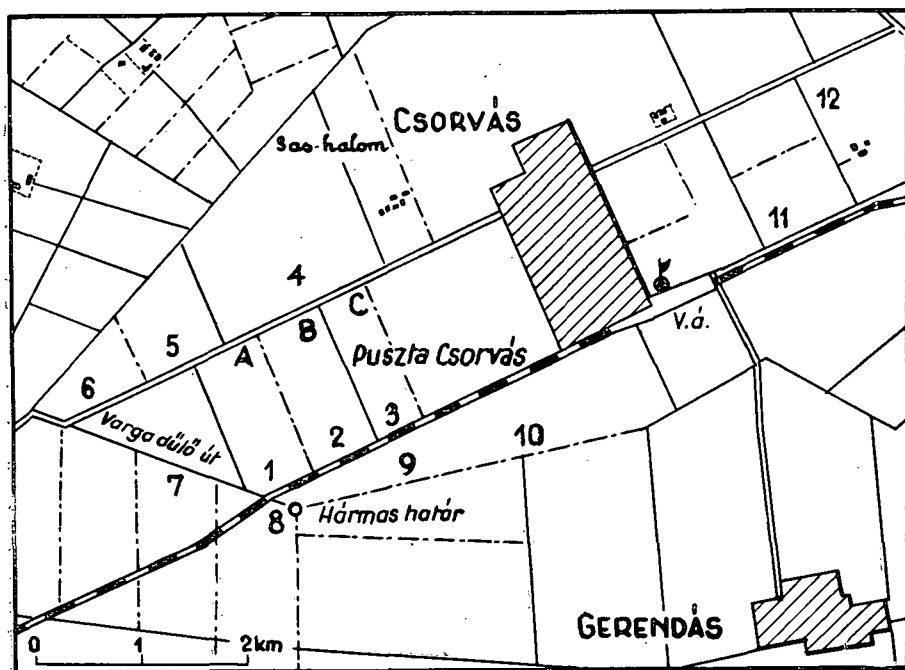 CSORVÁS
12
Sas-halom
11
4
C
B
V.á.
5
A
Puszta Csorvás
6
3
10
Varga dűlő út
2
9
1
7
8
Hármas határ
GERENDÁS
0 1 2km